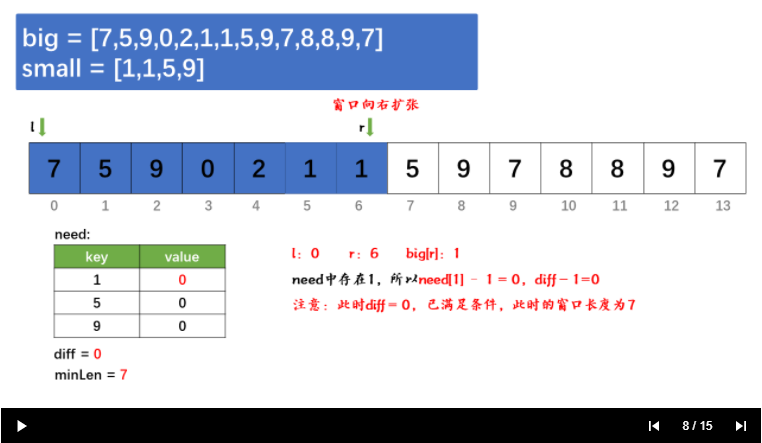 big = [7,5,9,0,2,1,1,5,9,7,8,8,9,7]
small = [1,1,5,9]
窗口向右扩张
l r
7 5 9 0 2 1 1 5 9 7 8 8 9 7
0 1 2 3 4 5 6 7 8 9 10 11 12 13
need:
key value
1 0
5 0
9 0
l: 0 r: 6 big[r]: 1
need中存在1，所以need[1] - 1 = 0，diff-1=0
注意：此时diff = 0，已满足条件，此时的窗口长度为7
diff = 0
minLen = 7
8 / 15